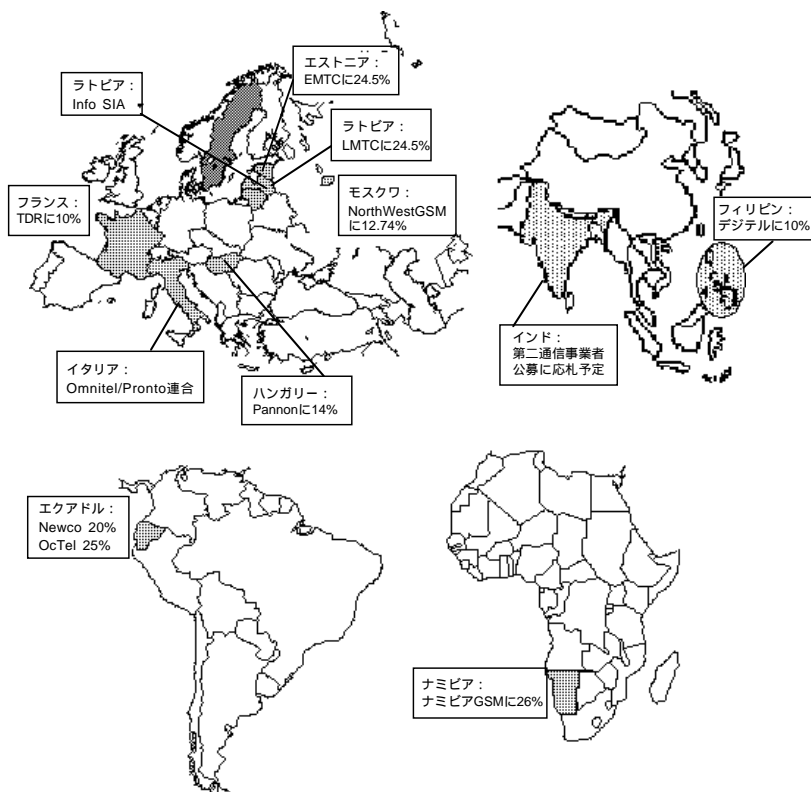 エストニア：
EMTCに24.5%
ラトビア：
Info SIA
ラトビア：
LMTCに24.5%
フランス：
TDRに10%
モスクワ：
NorthWestGSM
に12.74%
フィリピン：
デジテルに10%
インド：
第二通信事業者
公募に応札予定
イタリア：
Omnitel/Pronto連合
ハンガリー：
Pannonに14%
エクアドル：
Newco 20%
OcTel 25%
ナミビア：
ナミビアGSMに26%